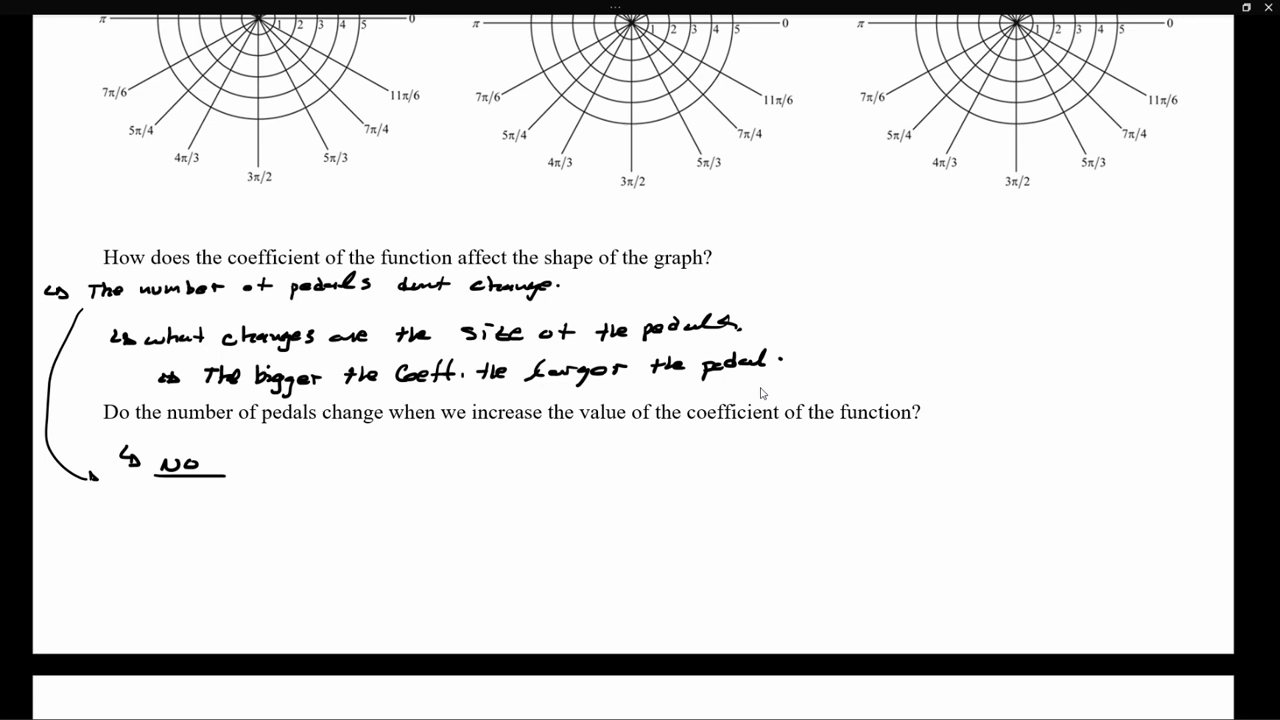 π 1 2 3 4 5 0
π 1 2 3 4 5 0
π 1 2 3 4 5 0
7π/6 11π/6
7π/6 11π/6
7π/6 11π/6
5π/4 7π/4
5π/4 7π/4
5π/4 7π/4
4π/3 5π/3
4π/3 5π/3
4π/3 5π/3
3π/2
3π/2
3π/2
How does the coefficient of the function affect the shape of the graph?
The number of pedals dont change.
what changes are the size of the pedals.
The bigger the Coeff. the larger the pedal.
Do the number of pedals change when we increase the value of the coefficient of the function?
NO